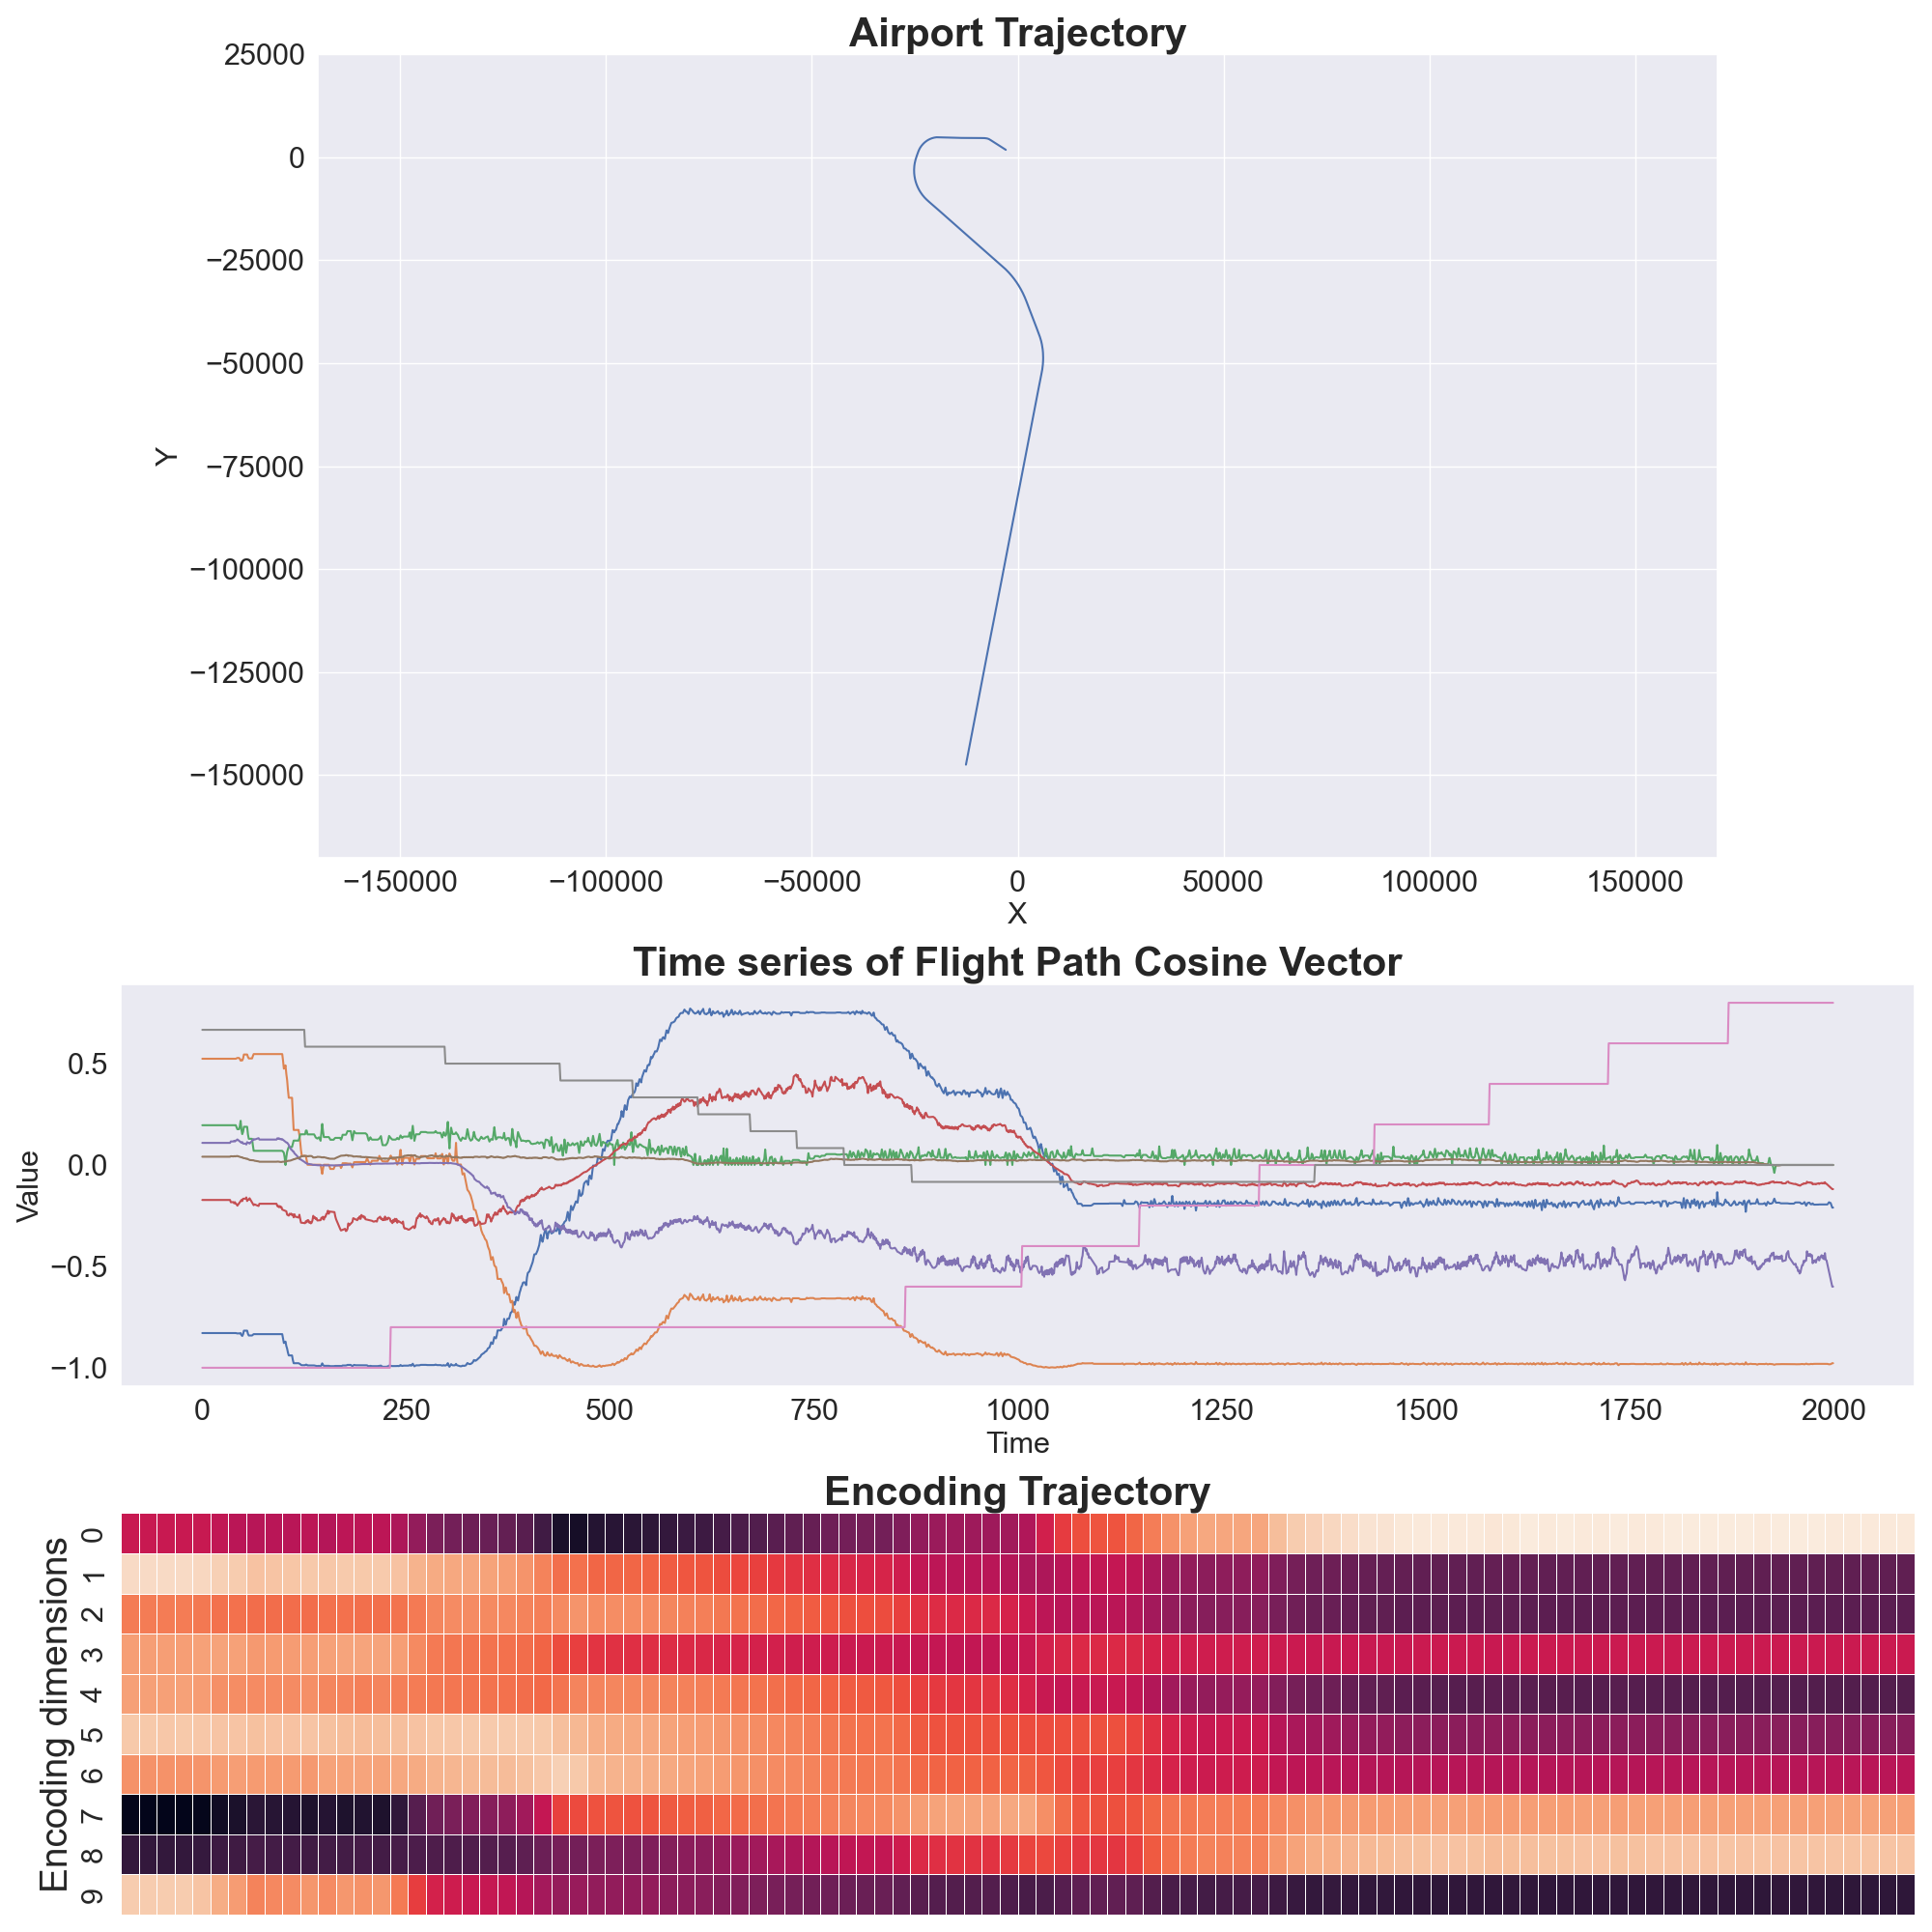 Airport Trajectory
25000
0
−25000
−50000
−75000
−100000
−125000
−150000
Y
−150000 −100000 −50000 0 50000 100000 150000
X
Time series of Flight Path Cosine Vector
0.5
0.0
−0.5
−1.0
Value
0 250 500 750 1000 1250 1500 1750 2000
Time
Encoding Trajectory
Encoding dimensions
0
1
2
3
4
5
6
7
8
9